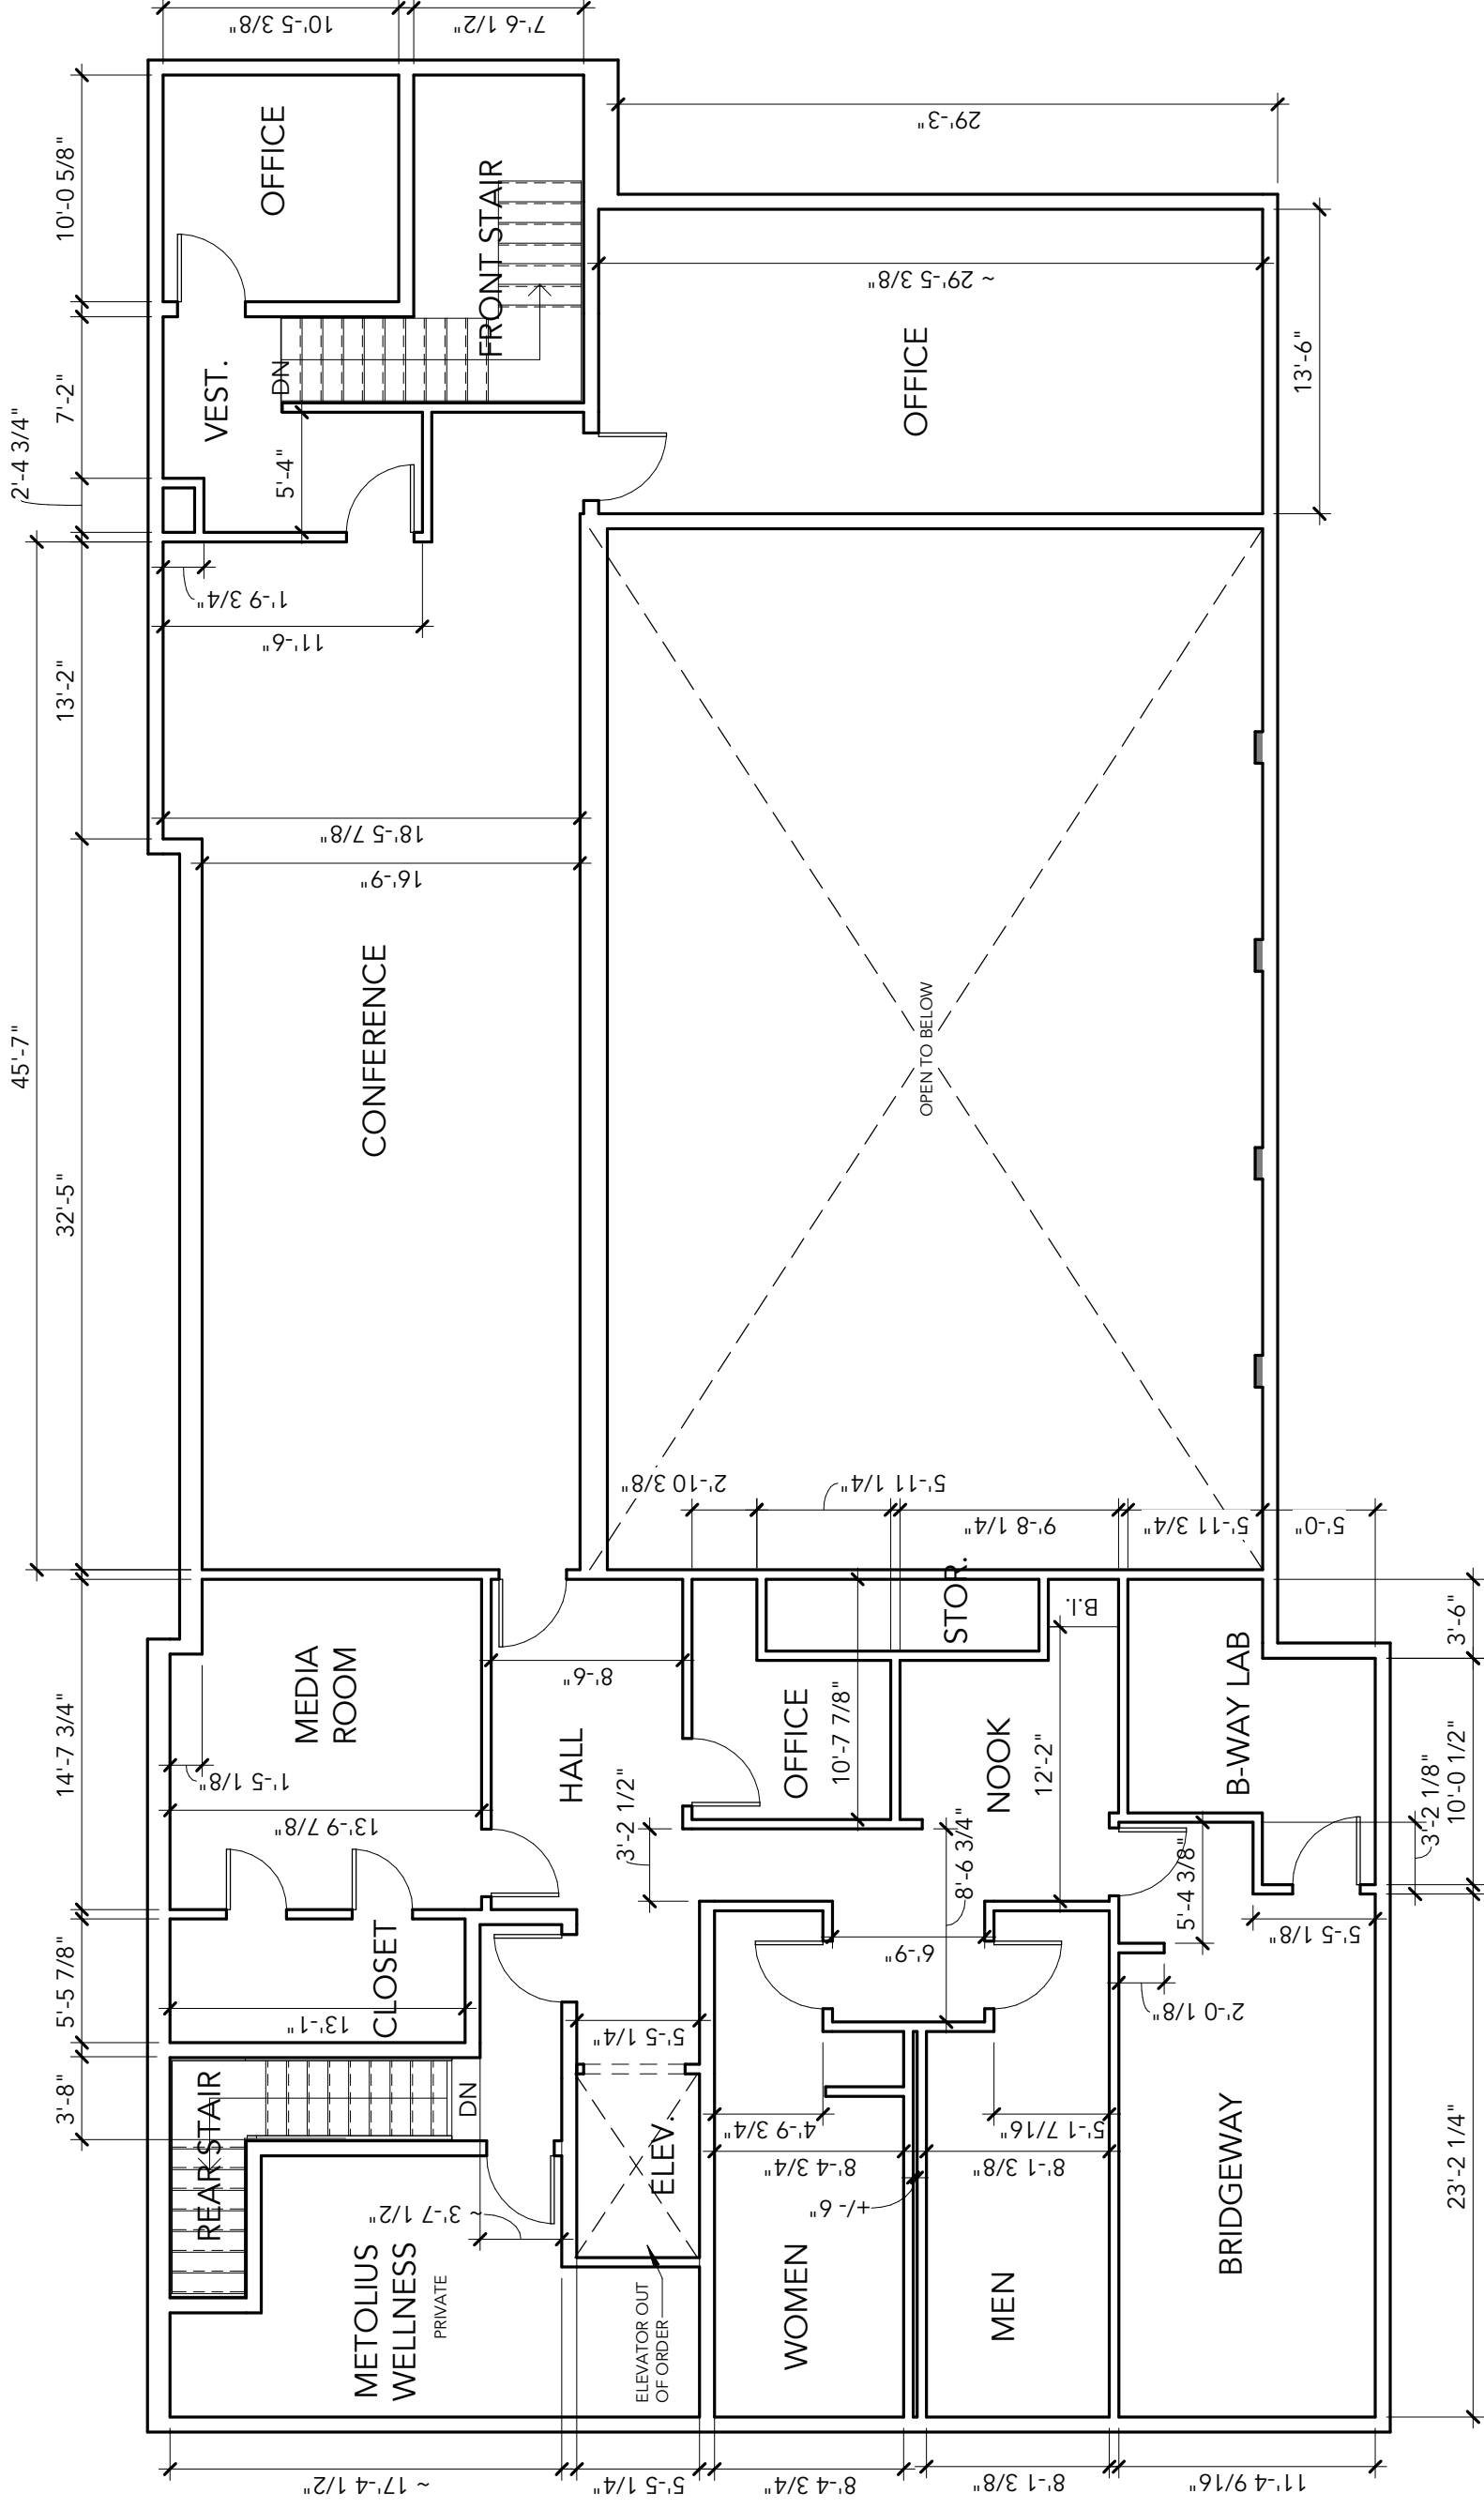 10'-5 3/8"
7'-6 1/2"
10'-0 5/8"
7'-2"
2'-4 3/4"
OFFICE
FRONT STAIR
VEST.
DN
5'-4"
29'-3"
~ 29'-5 3/8"
OFFICE
13'-6"
45'-7"
13'-2"
32'-5"
1'-9 3/4"
11'-6"
18'-5 7/8"
16'-9"
CONFERENCE
OPEN TO BELOW
2'-10 3/8"
5'-11 1/4"
9'-8 1/4"
5'-11 3/4"
5'-0"
14'-7 3/4"
5'-5 7/8"
3'-8"
MEDIA
ROOM
1'-5 1/8"
13'-9 7/8"
HALL
8'-6"
3'-2 1/2"
OFFICE
10'-7 7/8"
STOR.
B.I.
NOOK
12'-2"
8'-6 3/4"
B-WAY LAB
3'-6"
10'-0 1/2"
3'-2 1/8"
5'-4 3/8"
5'-5 1/8"
2'-0 1/8"
CLOSET
13'-1"
6'-9"
5'-5 1/4"
REAR STAIR
DN
ELEV.
4'-9 3/4"
8'-4 3/4"
5'-1 7/16"
8'-1 3/8"
+/- 6"
~ 3'-7 1/2"
METOLIUS
WELLNESS
PRIVATE
ELEVATOR OUT
OF ORDER
WOMEN
MEN
BRIDGEWAY
23'-2 1/4"
~ 17'-4 1/2"
5'-5 1/4"
8'-4 3/4"
8'-1 3/8"
11'-4 9/16"